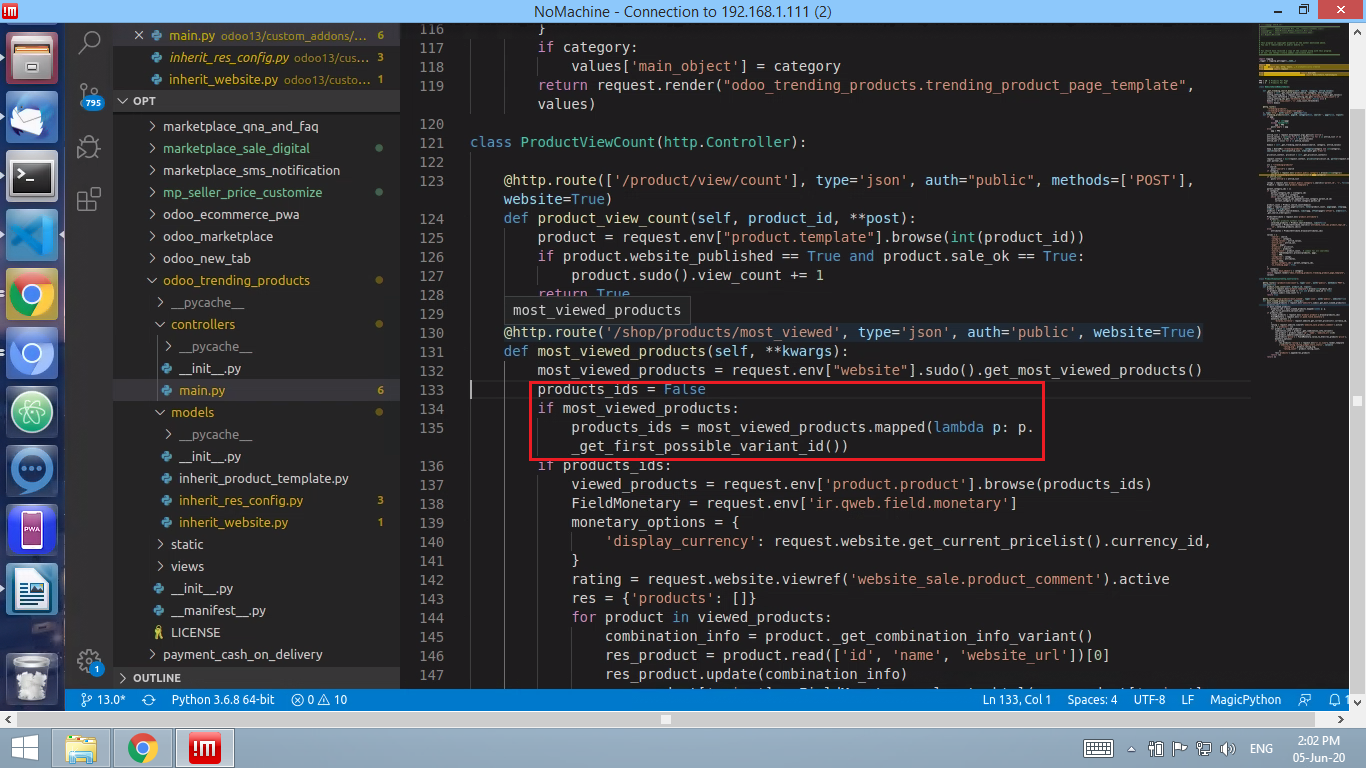 NoMachine - Connection to 192.168.1.111 (2)
main.py odoo13/custom_addons/... 6
inherit_res_config.py odoo13/cus... 3
inherit_website.py odoo13/custo... 1
795
OPT
marketplace_qna_and_faq
marketplace_sale_digital
marketplace_sms_notification
mp_seller_price_customize
odoo_ecommerce_pwa
odoo_marketplace
odoo_new_tab
odoo_trending_products
__pycache__
controllers
__pycache__
__init__.py
main.py 6
models
__pycache__
__init__.py
inherit_product_template.py
inherit_res_config.py 3
inherit_website.py 1
static
views
__init__.py
__manifest__.py
LICENSE
payment_cash_on_delivery
OUTLINE
PWA
1
116 }
117 if category:
118 values['main_object'] = category
119 return request.render("odoo_trending_products.trending_product_page_template",
values)
120
121 class ProductViewCount(http.Controller):
122
123 @http.route(['/product/view/count'], type='json', auth="public", methods=['POST'],
website=True)
124 def product_view_count(self, product_id, **post):
125 product = request.env["product.template"].browse(int(product_id))
126 if product.website_published == True and product.sale_ok == True:
127 product.sudo().view_count += 1
128 return True
129 most_viewed_products
130 @http.route('/shop/products/most_viewed', type='json', auth='public', website=True)
131 def most_viewed_products(self, **kwargs):
132 most_viewed_products = request.env["website"].sudo().get_most_viewed_products()
133 products_ids = False
134 if most_viewed_products:
135 products_ids = most_viewed_products.mapped(lambda p: p.
_get_first_possible_variant_id())
136 if products_ids:
137 viewed_products = request.env['product.product'].browse(products_ids)
138 FieldMonetary = request.env['ir.qweb.field.monetary']
139 monetary_options = {
140 'display_currency': request.website.get_current_pricelist().currency_id,
141 }
142 rating = request.website.viewref('website_sale.product_comment').active
143 res = {'products': []}
144 for product in viewed_products:
145 combination_info = product._get_combination_info_variant()
146 res_product = product.read(['id', 'name', 'website_url'])[0]
147 res_product.update(combination_info)
13.0* Python 3.6.8 64-bit 0 10 Ln 133, Col 1 Spaces: 4 UTF-8 LF MagicPython 1
ENG
2:02 PM
05-Jun-20